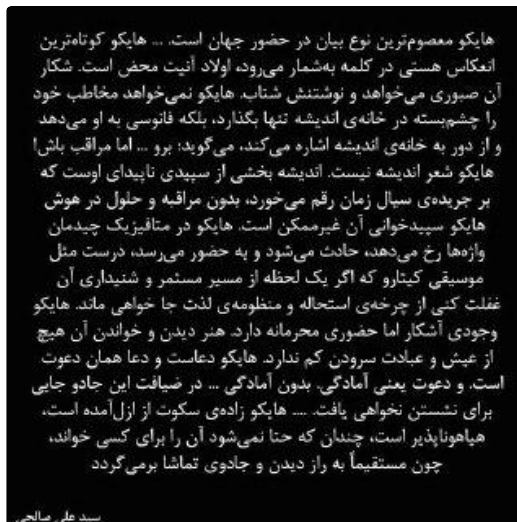 هایکو معصوم‌ترین نوع بیان در حضور جهان است. ... هایکو کوتاه‌ترین
انعکاس هستی در کلمه به‌شمار می‌رود، اولاد آنیت محض است. شکار
آن صبوری می‌خواهد و نوشتنش شتاب. هایکو نمی‌خواهد مخاطب خود
را چشم‌بسته در خانه‌ی اندیشه تنها بگذارد، بلکه فانوسی به او می‌دهد
و از دور به خانه‌ی اندیشه اشاره می‌کند، می‌گوید: برو ... اما مراقب باش!
هایکو شعر اندیشه نیست. اندیشه بخشی از سپیدی ناپیدای اوست که
بر جریده‌ی سیال زمان رقم می‌خورد، بدون مراقبه و حلول در هوش
هایکو سپیدخوانی آن غیرممکن است. هایکو در متافیزیک چیدمان
واژه‌ها رخ می‌دهد، حادث می‌شود و به حضور می‌رسد، درست مثل
موسیقی کیتارو که اگر یک لحظه از مسیر مستمر و شنیداری آن
غفلت کنی از چرخه‌ی استحاله و منظومه‌ی لذت جا خواهی ماند. هایکو
وجودی آشکار اما حضوری محرمانه دارد. هنر دیدن و خواندن آن هیچ
از عیش و عبادت سرودن کم ندارد. هایکو دعاست و دعا همان دعوت
است. و دعوت یعنی آمادگی. بدون آمادگی ... در ضیافت این جادو جایی
برای نشستن نخواهی یافت. .... هایکو زاده‌ی سکوت از ازل‌آمده است،
هیاهوناپذیر است، چندان که حتا نمی‌شود آن را برای کسی خواند،
چون مستقیماً به راز دیدن و جادوی تماشا برمی‌گردد
سید علی صالحی